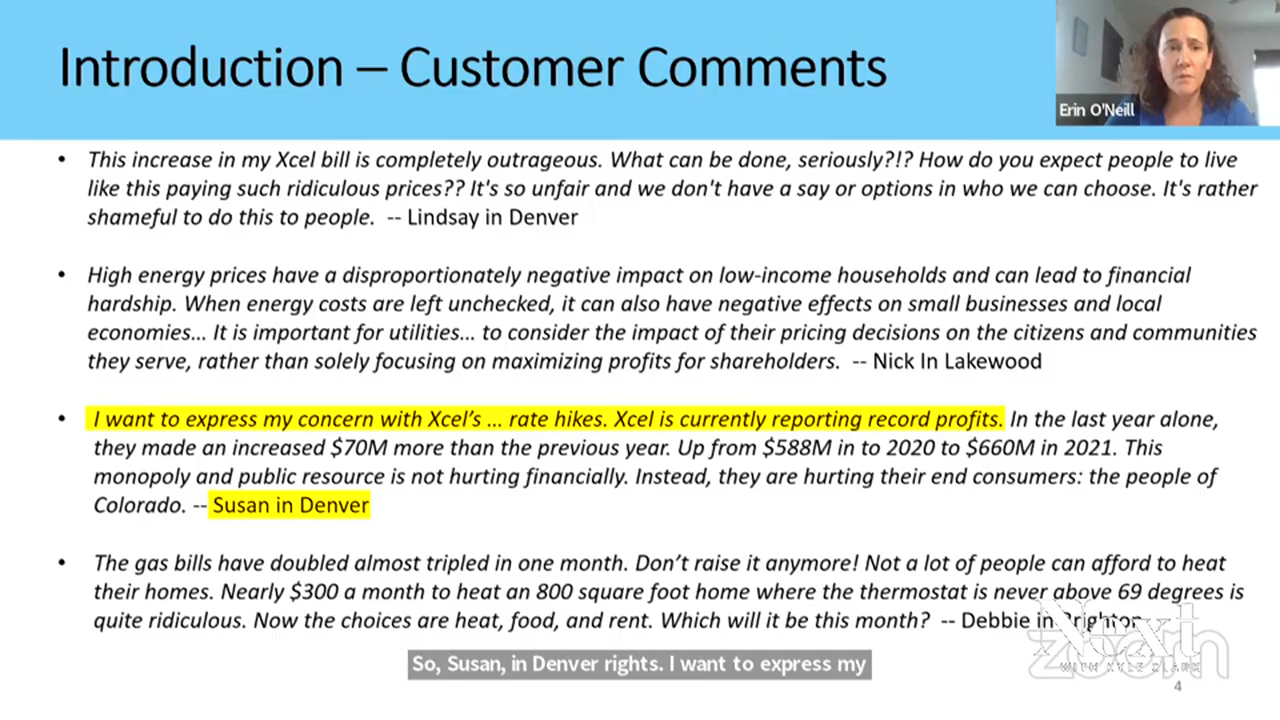 Introduction – Customer Comments
Erin O'Neill
• This increase in my Xcel bill is completely outrageous. What can be done, seriously?!? How do you expect people to live
like this paying such ridiculous prices?? It's so unfair and we don't have a say or options in who we can choose. It's rather
shameful to do this to people. -- Lindsay in Denver
• High energy prices have a disproportionately negative impact on low-income households and can lead to financial
hardship. When energy costs are left unchecked, it can also have negative effects on small businesses and local
economies… It is important for utilities… to consider the impact of their pricing decisions on the citizens and communities
they serve, rather than solely focusing on maximizing profits for shareholders. -- Nick In Lakewood
• I want to express my concern with Xcel’s … rate hikes. Xcel is currently reporting record profits. In the last year alone,
they made an increased $70M more than the previous year. Up from $588M in to 2020 to $660M in 2021. This
monopoly and public resource is not hurting financially. Instead, they are hurting their end consumers: the people of
Colorado. -- Susan in Denver
• The gas bills have doubled almost tripled in one month. Don’t raise it anymore! Not a lot of people can afford to heat
their homes. Nearly $300 a month to heat an 800 square foot home where the thermostat is never above 69 degrees is
quite ridiculous. Now the choices are heat, food, and rent. Which will it be this month? -- Debbie in Brighton
Next
zoom
WITH KYLE CLARK
So, Susan, in Denver rights. I want to express my
4